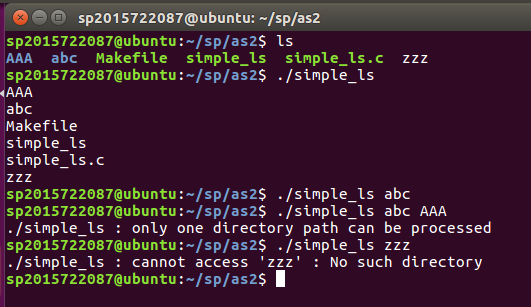 sp2015722087@ubuntu: ~/sp/as2
sp2015722087@ubuntu:~/sp/as2$ ls
AAA  abc  Makefile  simple_ls  simple_ls.c  zzz
sp2015722087@ubuntu:~/sp/as2$ ./simple_ls
AAA
abc
Makefile
simple_ls
simple_ls.c
zzz
sp2015722087@ubuntu:~/sp/as2$ ./simple_ls abc
sp2015722087@ubuntu:~/sp/as2$ ./simple_ls abc AAA
./simple_ls : only one directory path can be processed
sp2015722087@ubuntu:~/sp/as2$ ./simple_ls zzz
./simple_ls : cannot access 'zzz' : No such directory
sp2015722087@ubuntu:~/sp/as2$